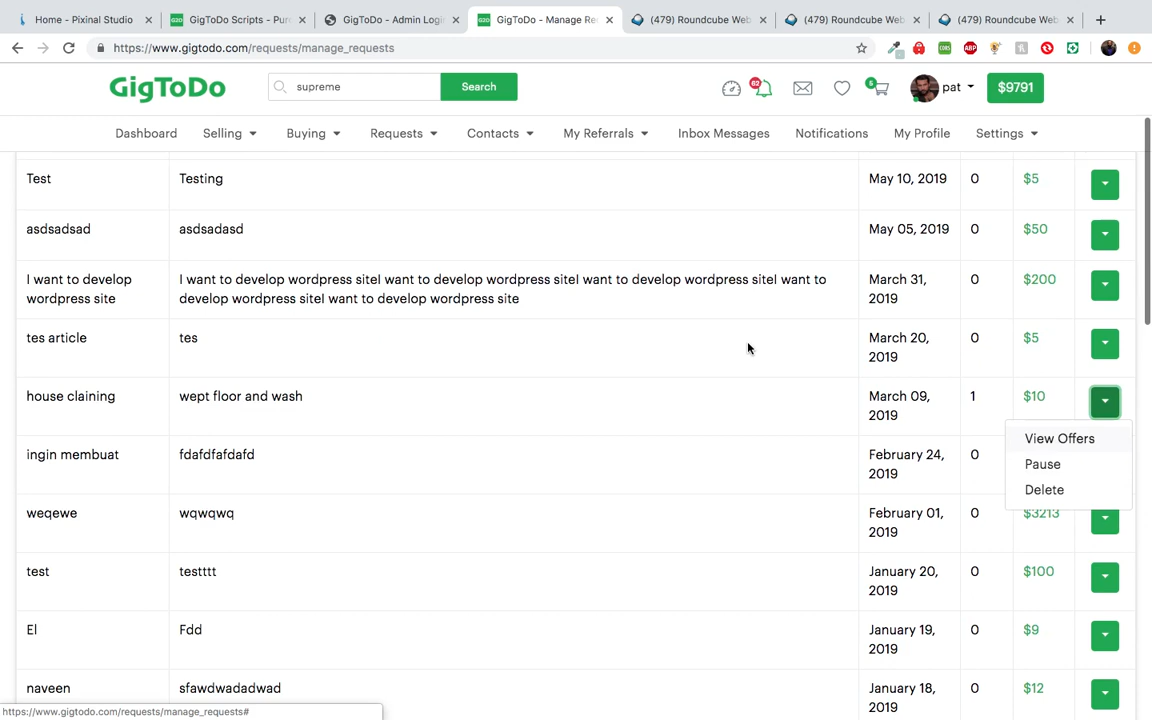 Home - Pixinal Studio
GigToDo Scripts - Pur
GigToDo - Admin Logi
GigToDo - Manage Re
(479) Roundcube Web
(479) Roundcube Web
(479) Roundcube Web
https://www.gigtodo.com/requests/manage_requests
GigToDo
supreme
Search
62
5
pat
$9791
Dashboard
Selling
Buying
Requests
Contacts
My Referrals
Inbox Messages
Notifications
My Profile
Settings
Test
Testing
May 10, 2019
0
$5
asdsadsad
asdsadasd
May 05, 2019
0
$50
I want to develop
wordpress site
I want to develop wordpress siteI want to develop wordpress siteI want to develop wordpress siteI want to
develop wordpress siteI want to develop wordpress site
March 31,
2019
0
$200
tes article
tes
March 20,
2019
0
$5
house claining
wept floor and wash
March 09,
2019
1
$10
View Offers
Pause
Delete
ingin membuat
fdafdfafdafd
February 24,
2019
0
weqewe
wqwqwq
February 01,
2019
0
$3213
test
testttt
January 20,
2019
0
$100
El
Fdd
January 19,
2019
0
$9
naveen
sfawdwadadwad
January 18,
2019
0
$12
https://www.gigtodo.com/requests/manage_requests#